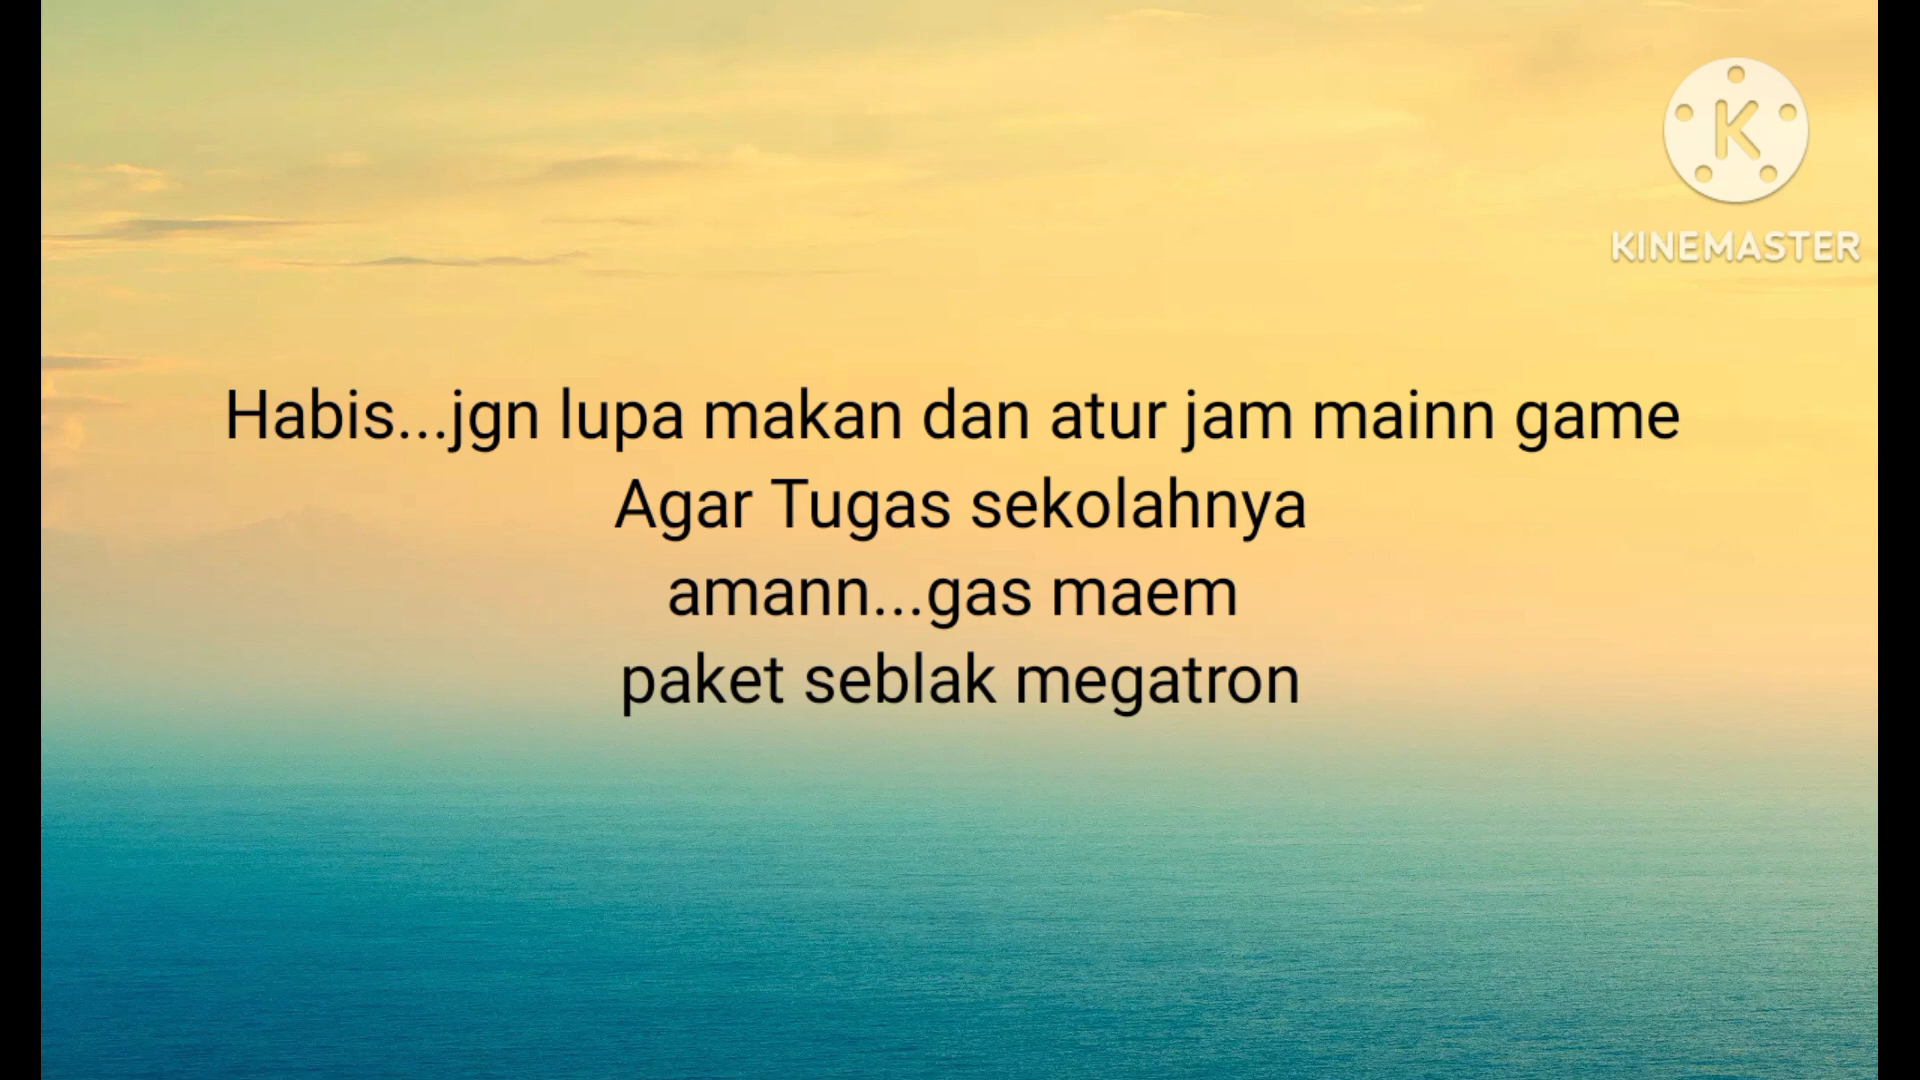 K
KINEMASTER
Habis...jgn lupa makan dan atur jam mainn game
Agar Tugas sekolahnya
amann...gas maem
paket seblak megatron